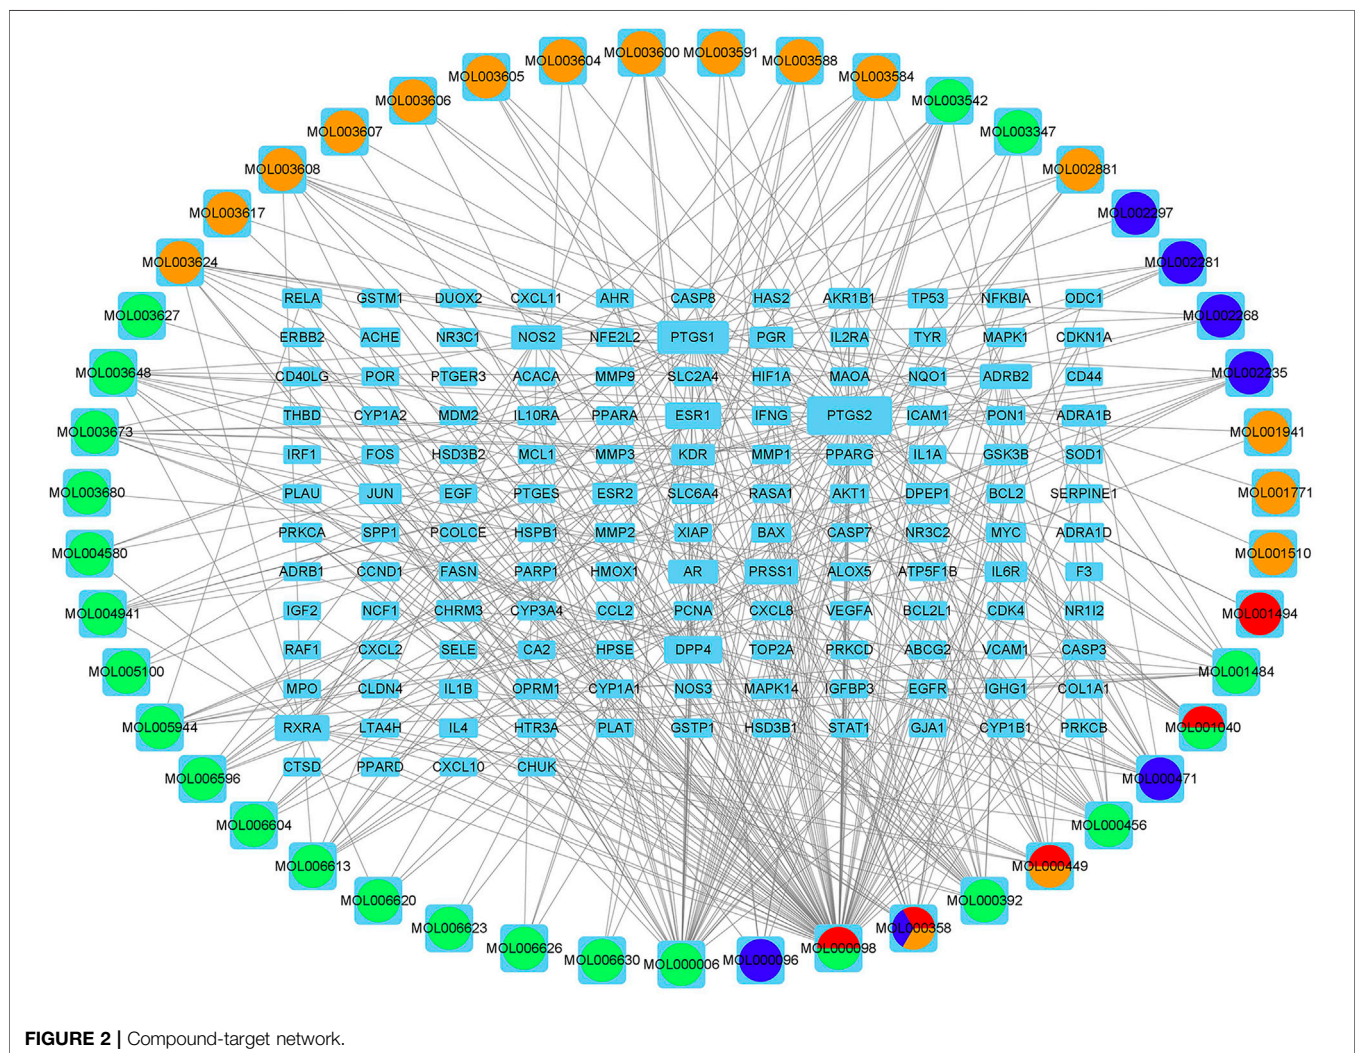 MOL003600 MOL003591
MOL003604 MOL003588
MOL003605 MOL003584
MOL003606 MOL003542
MOL003607 MOL003347
MOL003608 MOL002881
MOL003617 MOL002297
MOL003624 MOL002281
RELA GSTM1 DUOX2 CXCL11 AHR CASP8 HAS2 AKR1B1 TP53 NFKBIA ODC1
MOL003627 MOL002268
ERBB2 ACHE NR3C1 NOS2 NFE2L2 PTGS1 PGR IL2RA TYR MAPK1 CDKN1A
MOL003648 MOL002235
CD40LG POR PTGER3 ACACA MMP9 SLC2A4 HIF1A MAOA NQO1 ADRB2 CD44
THBD CYP1A2 MDM2 IL10RA PPARA ESR1 IFNG PTGS2 ICAM1 PON1 ADRA1B
MOL003673 MOL001941
IRF1 FOS HSD3B2 MCL1 MMP3 KDR MMP1 PPARG IL1A GSK3B SOD1
MOL003680 MOL001771
PLAU JUN EGF PTGES ESR2 SLC6A4 RASA1 AKT1 DPEP1 BCL2 SERPINE1
PRKCA SPP1 PCOLCE HSPB1 MMP2 XIAP BAX CASP7 NR3C2 MYC ADRA1D
MOL004580 MOL001510
ADRB1 CCND1 FASN PARP1 HMOX1 AR PRSS1 ALOX5 ATP5F1B IL6R F3
MOL004941 MOL001494
IGF2 NCF1 CHRM3 CYP3A4 CCL2 PCNA CXCL8 VEGFA BCL2L1 CDK4 NR1I2
RAF1 CXCL2 SELE CA2 HPSE DPP4 TOP2A PRKCD ABCG2 VCAM1 CASP3
MOL005100 MOL001484
MPO CLDN4 IL1B OPRM1 CYP1A1 NOS3 MAPK14 IGFBP3 EGFR IGHG1 COL1A1
MOL005944 MOL001040
RXRA LTA4H IL4 HTR3A PLAT GSTP1 HSD3B1 STAT1 GJA1 CYP1B1 PRKCB
CTSD PPARD CXCL10 CHUK
MOL006596 MOL000471
MOL006604 MOL000456
MOL006613 MOL000449
MOL006620 MOL000392
MOL006623 MOL000358
MOL006626 MOL000098
MOL006630 MOL000006 MOL000096
FIGURE 2 | Compound-target network.